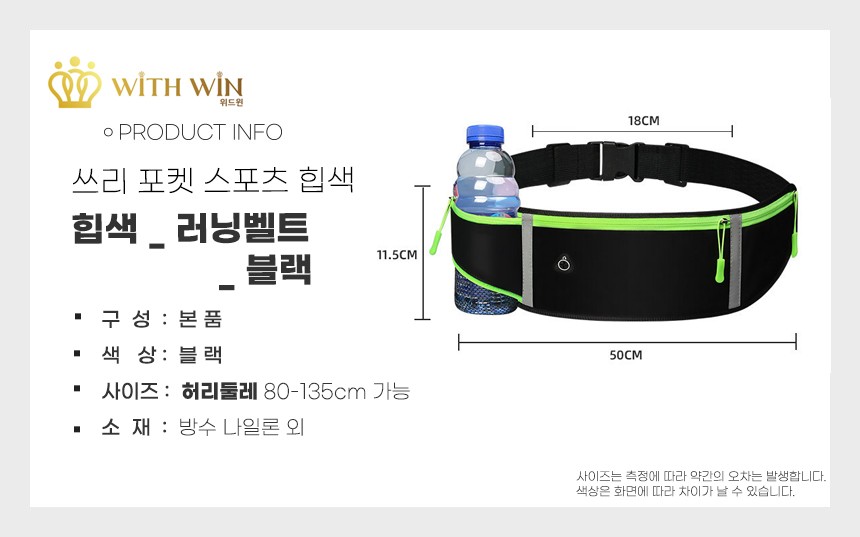 WITH WIN
위드윈
PRODUCT INFO
쓰리 포켓 스포츠 힙색
힙색 _ 러닝벨트
_ 블랙
구 성 : 본 품
색 상 : 블 랙
사이즈 : 허리둘레 80-135cm 가능
소 재 : 방수 나일론 외
18CM
11.5CM
50CM
사이즈는 측정에 따라 약간의 오차는 발생합니다.
색상은 화면에 따라 차이가 날 수 있습니다.